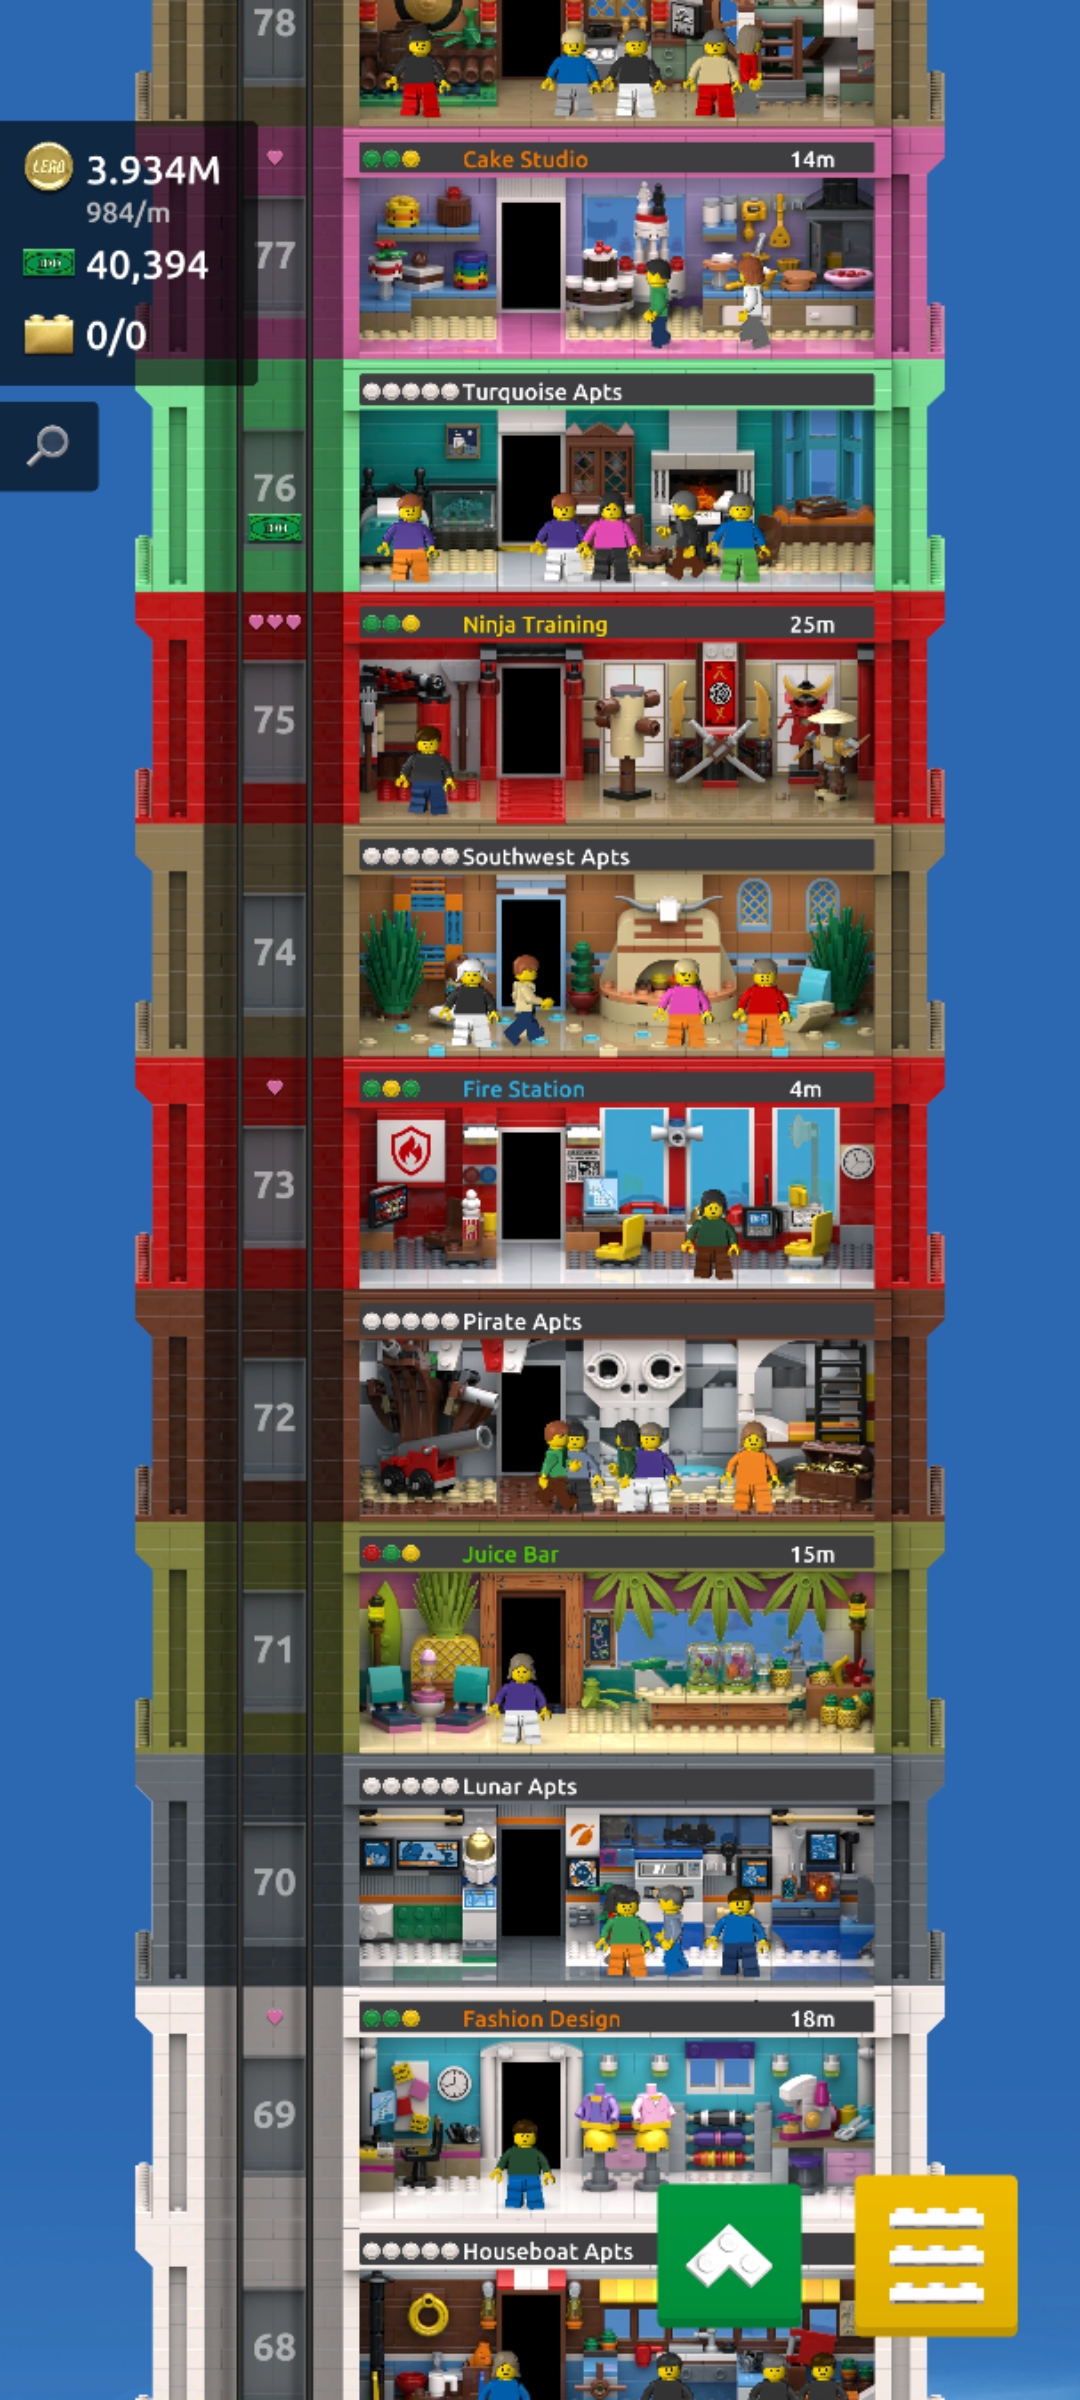 78
LEGO
3.934M
984/m
40,394
0/0
Cake Studio 14m
77
Turquoise Apts
76
Ninja Training 25m
75
Southwest Apts
74
Fire Station 4m
73
Pirate Apts
72
Juice Bar 15m
71
Lunar Apts
70
Fashion Design 18m
69
Houseboat Apts
68